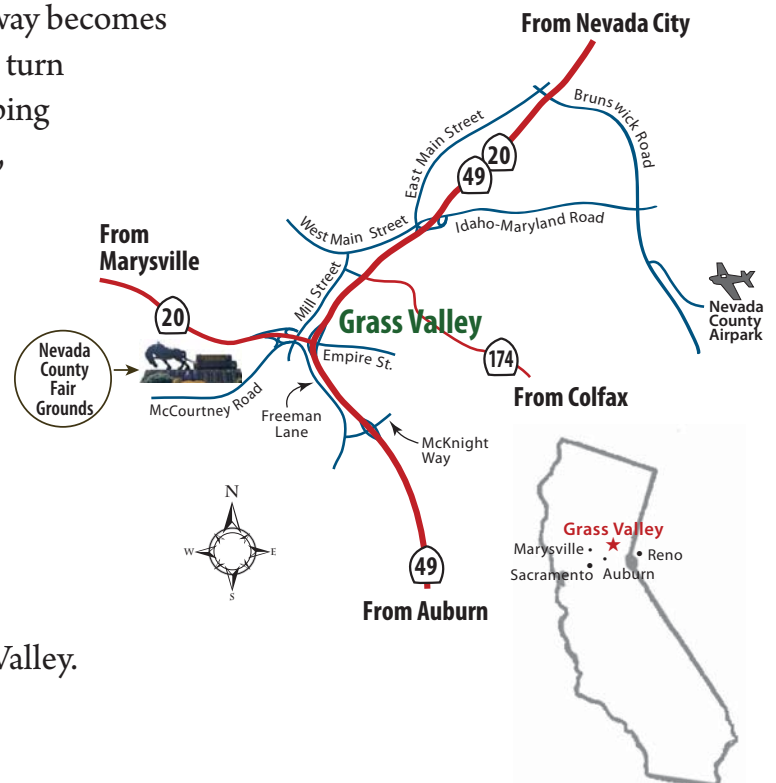 way becomes
turn
ping
,
Valley.
From Nevada City
Brunswick Road
East Main Street
20
49
West Main Street
Idaho-Maryland Road
From
Marysville
Mill Street
20
Grass Valley
Nevada
County
Airpark
Nevada
County
Fair
Grounds
Empire St.
174
McCourtney Road
Freeman
Lane
From Colfax
McKnight
Way
N
W
E
S
49
From Auburn
Grass Valley
Marysville
Reno
Sacramento
Auburn